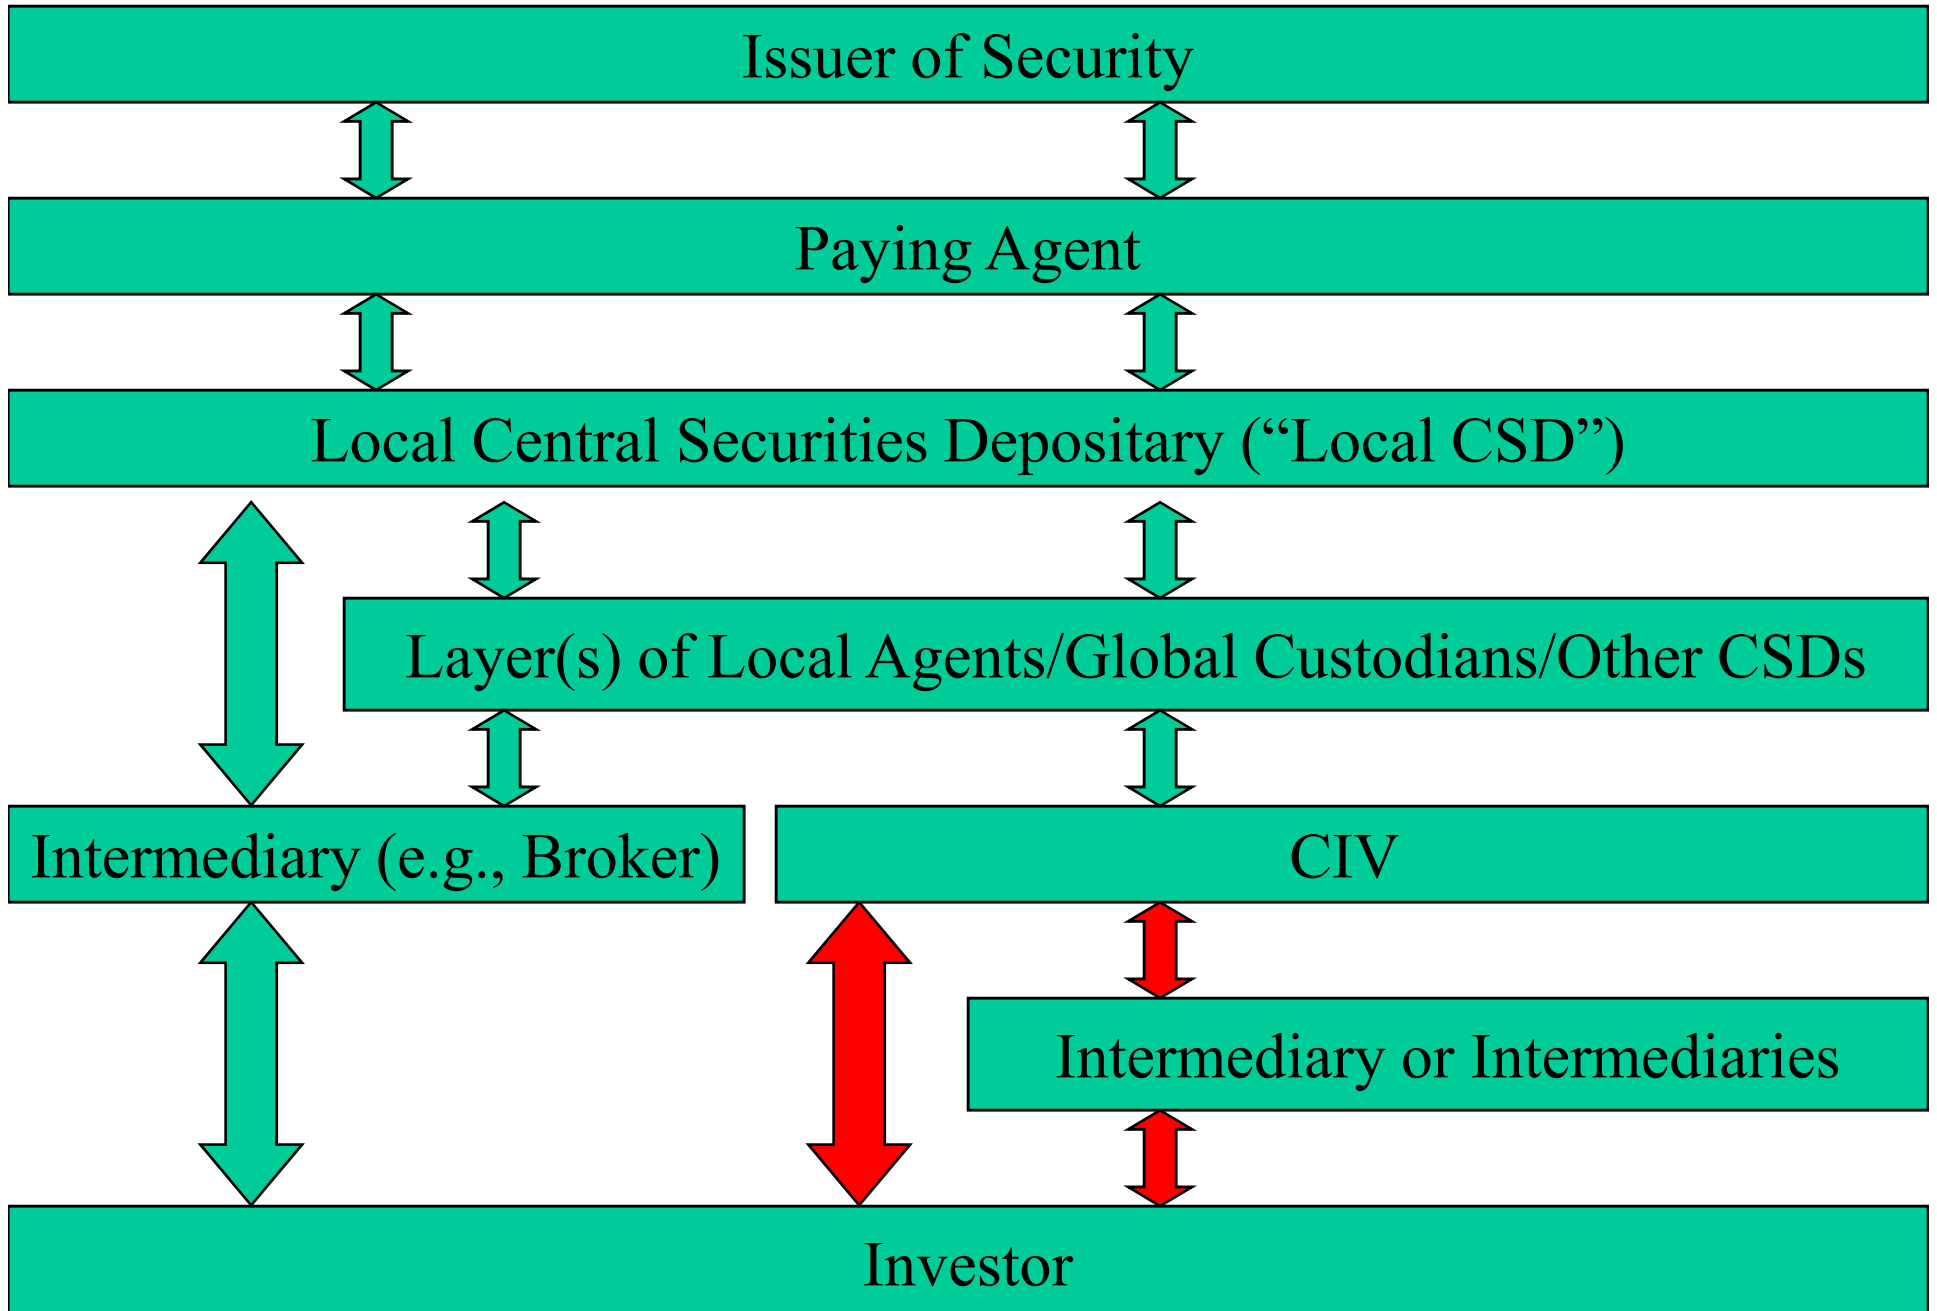 Issuer of Security
Paying Agent
Local Central Securities Depositary (“Local CSD”)
Layer(s) of Local Agents/Global Custodians/Other CSDs
Intermediary (e.g., Broker)
CIV
Intermediary or Intermediaries
Investor